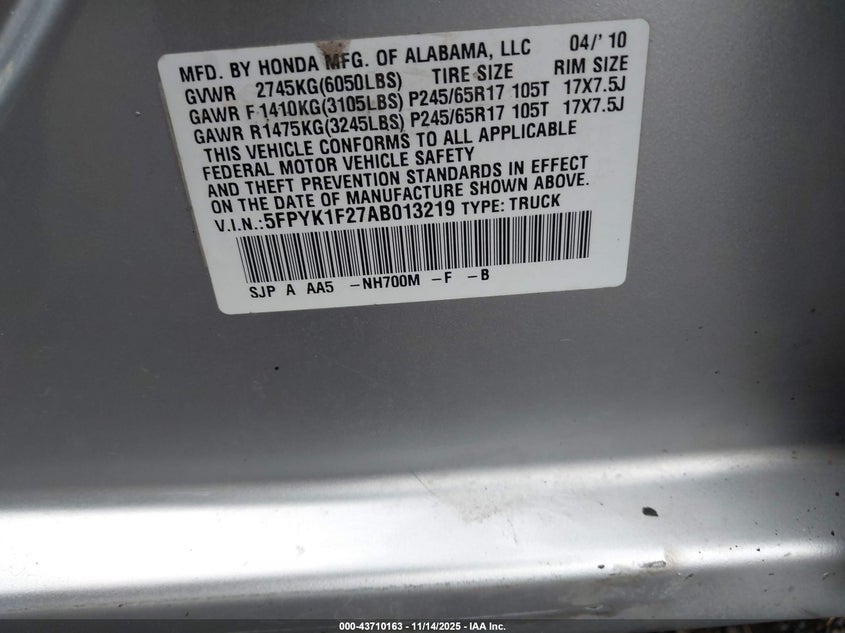 MFD. BY HONDA MFG. OF ALABAMA, LLC 04/' 10
GVWR 2745KG(6050LBS) TIRE SIZE RIM SIZE
GAWR F1410KG(3105LBS) P245/65R17 105T 17X7.5J
GAWR R1475KG(3245LBS) P245/65R17 105T 17X7.5J
THIS VEHICLE CONFORMS TO ALL APPLICABLE
FEDERAL MOTOR VEHICLE SAFETY
AND THEFT PREVENTION STANDARDS IN EFFECT
ON THE DATE OF MANUFACTURE SHOWN ABOVE.
V.I.N.:5FPYK1F27AB013219 TYPE: TRUCK
SJP A AA5 -NH700M -F -B
000-43710163 - 11/14/2025 - IAA Inc.